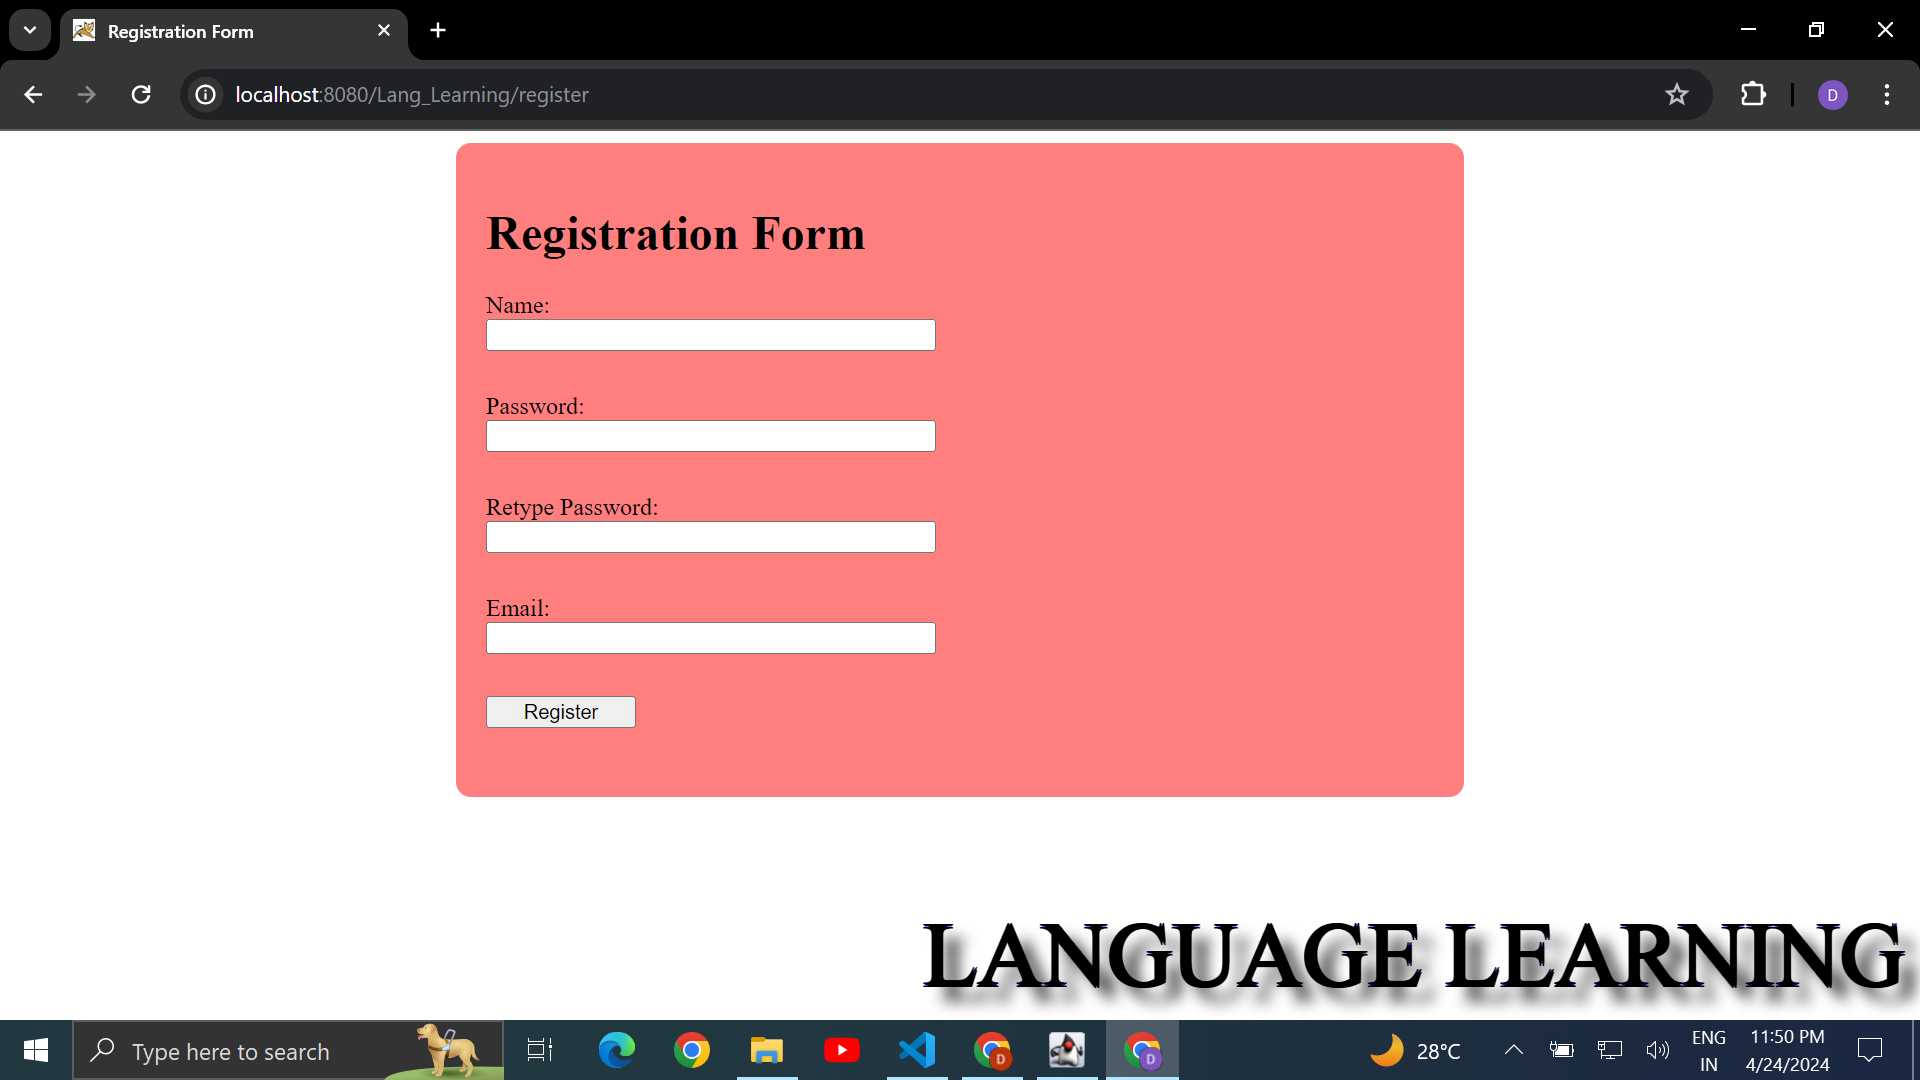 Registration Form
localhost:8080/Lang_Learning/register
D
Registration Form
Name:
Password:
Retype Password:
Email:
Register
LANGUAGE LEARNING
Type here to search
D
D
28°C
ENG
IN
11:50 PM
4/24/2024